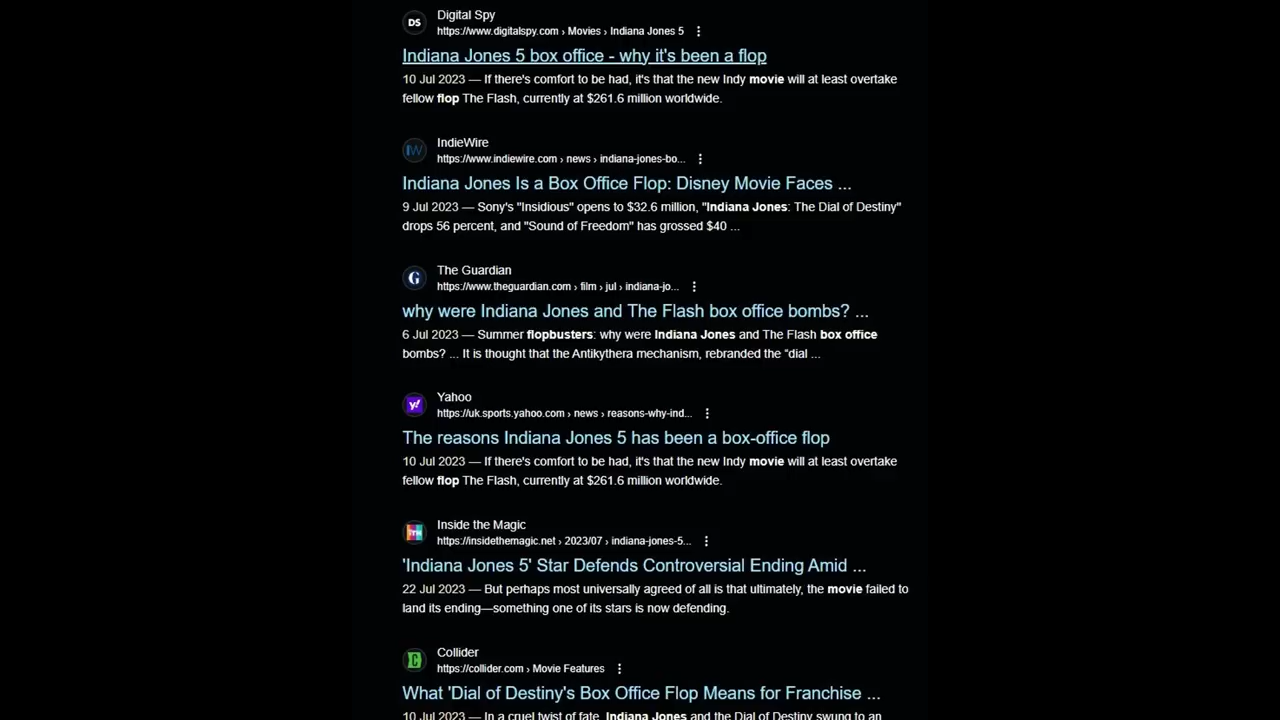 DS
Digital Spy
https://www.digitalspy.com › Movies › Indiana Jones 5
Indiana Jones 5 box office - why it's been a flop
10 Jul 2023 — If there's comfort to be had, it's that the new Indy movie will at least overtake
fellow flop The Flash, currently at $261.6 million worldwide.
IW
IndieWire
https://www.indiewire.com › news › indiana-jones-bo...
Indiana Jones Is a Box Office Flop: Disney Movie Faces ...
9 Jul 2023 — Sony's "Insidious" opens to $32.6 million, "Indiana Jones: The Dial of Destiny"
drops 56 percent, and "Sound of Freedom" has grossed $40 ...
G
The Guardian
https://www.theguardian.com › film › jul › indiana-jo...
why were Indiana Jones and The Flash box office bombs? ...
6 Jul 2023 — Summer flopbusters: why were Indiana Jones and The Flash box office
bombs? ... It is thought that the Antikythera mechanism, rebranded the “dial ...
y!
Yahoo
https://uk.sports.yahoo.com › news › reasons-why-ind...
The reasons Indiana Jones 5 has been a box-office flop
10 Jul 2023 — If there's comfort to be had, it's that the new Indy movie will at least overtake
fellow flop The Flash, currently at $261.6 million worldwide.
ITM
Inside the Magic
https://insidethemagic.net › 2023/07 › indiana-jones-5...
'Indiana Jones 5' Star Defends Controversial Ending Amid ...
22 Jul 2023 — But perhaps most universally agreed of all is that ultimately, the movie failed to
land its ending—something one of its stars is now defending.
C
Collider
https://collider.com › Movie Features
What 'Dial of Destiny's Box Office Flop Means for Franchise ...
10 Jul 2023 — In a cruel twist of fate, Indiana Jones and the Dial of Destiny swung to an